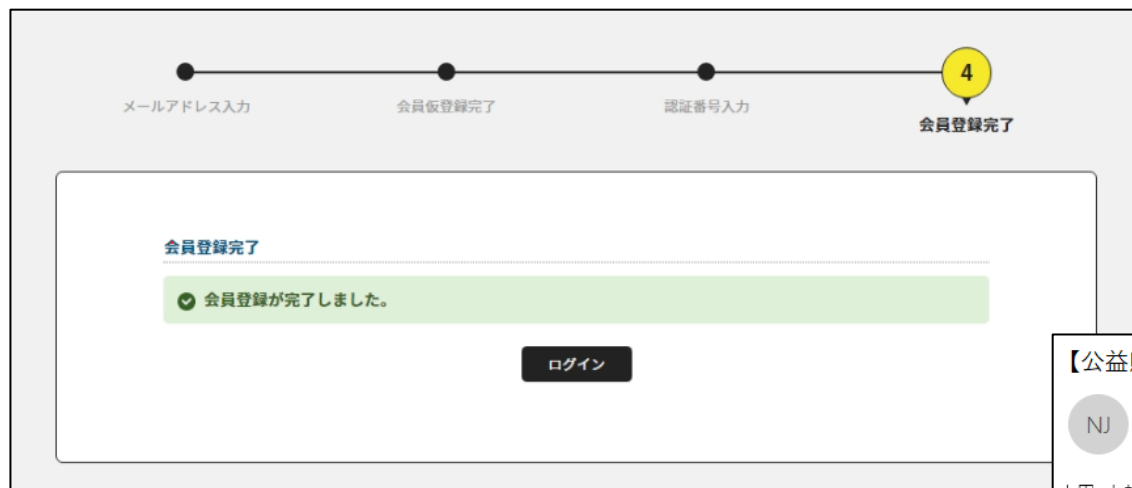 4
メールアドレス入力
会員仮登録完了
認証番号入力
会員登録完了
会員登録完了
会員登録が完了しました。
ログイン
【公益
NJ